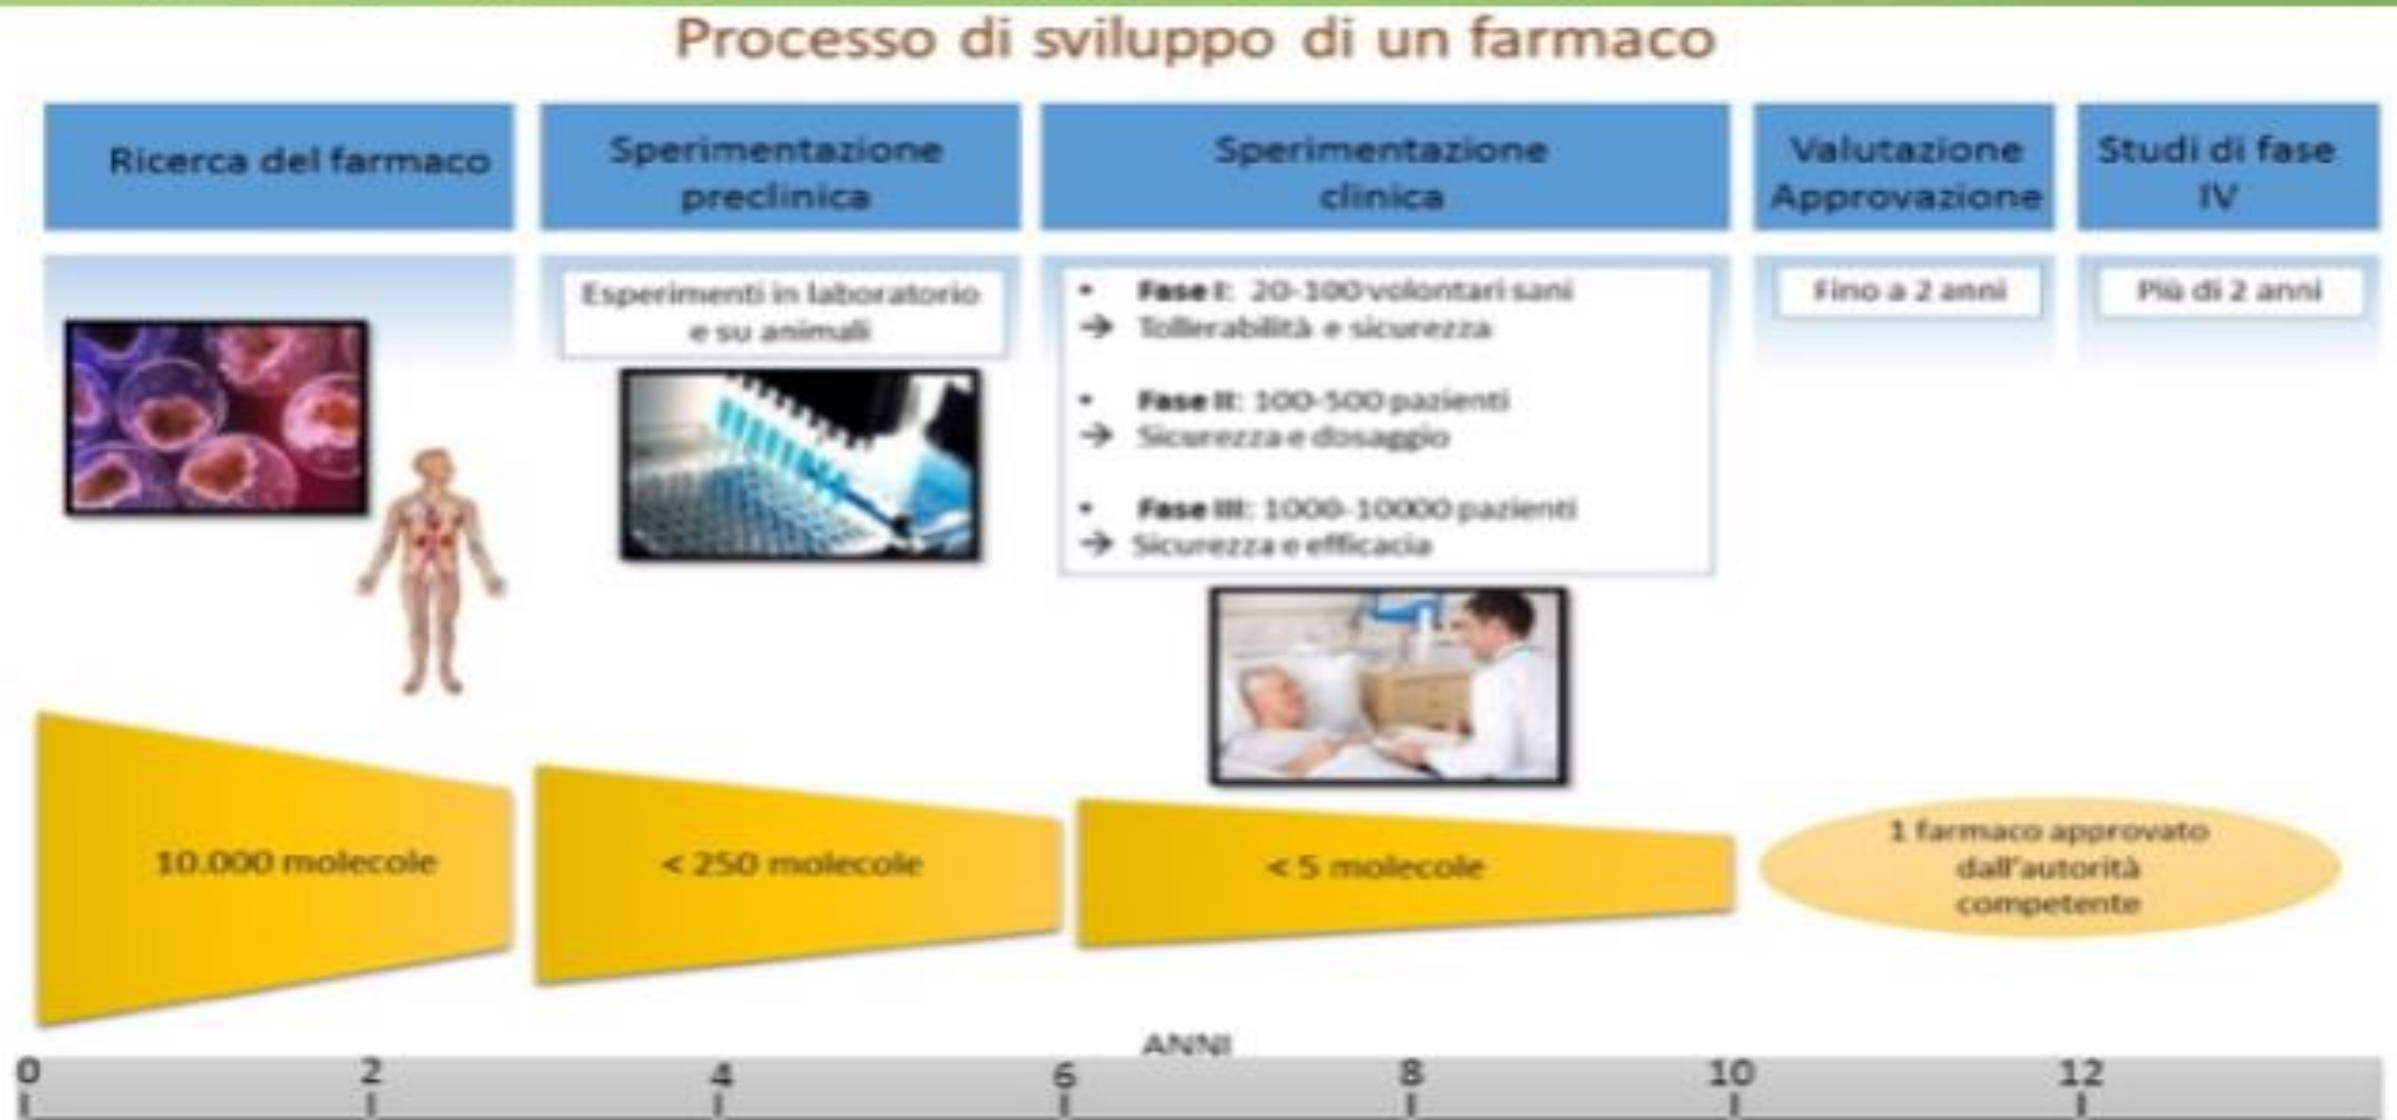 Processo di sviluppo di un farmaco
Ricerca del farmaco
Sperimentazione
preclinica
Sperimentazione
clinica
Valutazione
Approvazione
Studi di fase
IV
Esperimenti in laboratorio
e su animali
• Fase I: 20-100 volontari sani
→ Tollerabilità e sicurezza
• Fase II: 100-500 pazienti
→ Sicurezza e dosaggio
• Fase III: 1000-10000 pazienti
→ Sicurezza e efficacia
Fino a 2 anni
Più di 2 anni
10.000 molecole
< 250 molecole
< 5 molecole
1 farmaco approvato
dall'autorità
competente
ANNI
0 2 4 6 8 10 12